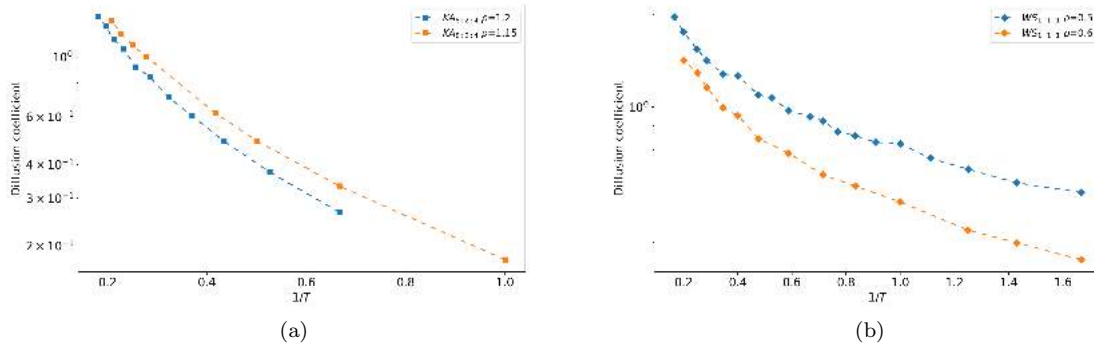 KA ρ=1.2
KA ρ=1.15
Diffusion coefficient
10⁰
6 × 10⁻¹
4 × 10⁻¹
3 × 10⁻¹
2 × 10⁻¹
0.2 0.4 0.6 0.8 1.0
1/T
(a)
WS ρ=0.5
WS ρ=0.6
Diffusion coefficient
10⁰
0.2 0.4 0.6 0.8 1.0 1.2 1.4 1.6
1/T
(b)